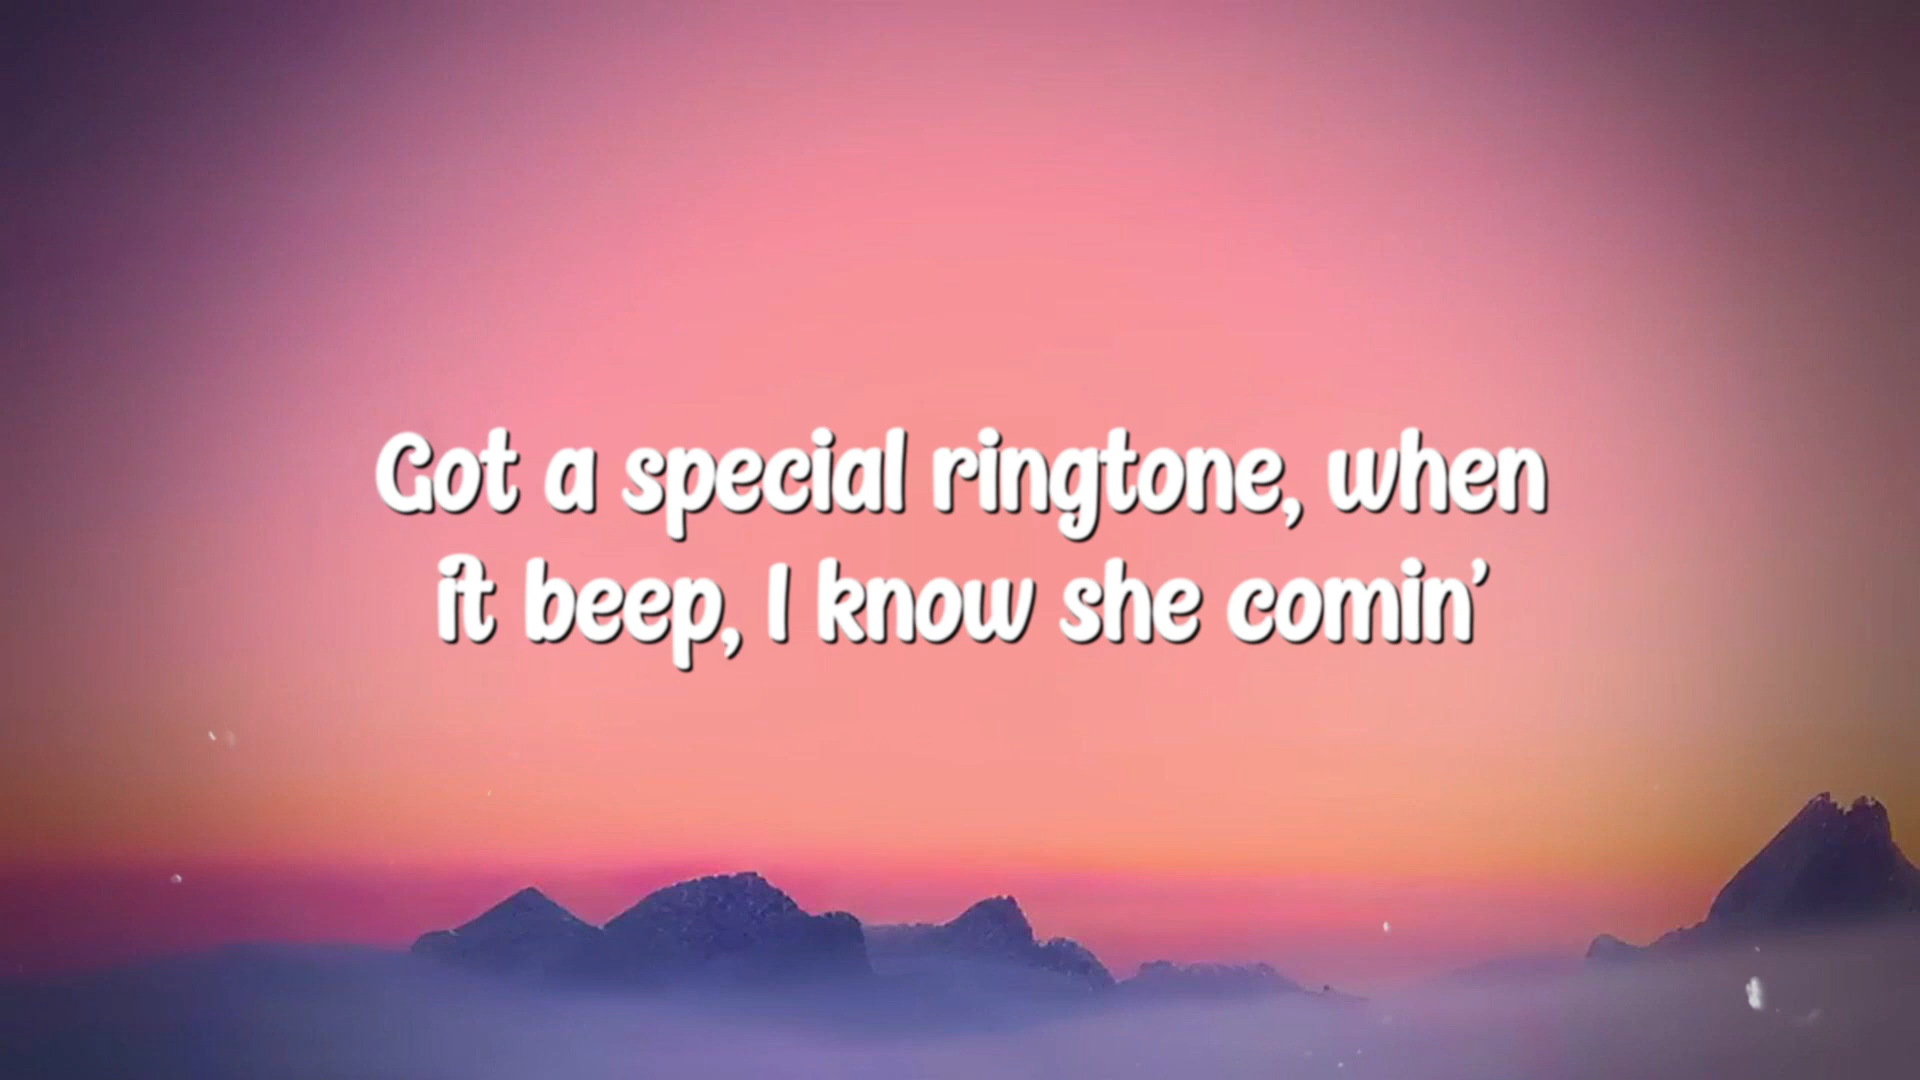 Got a special ringtone, when
it beep, I know she comin’